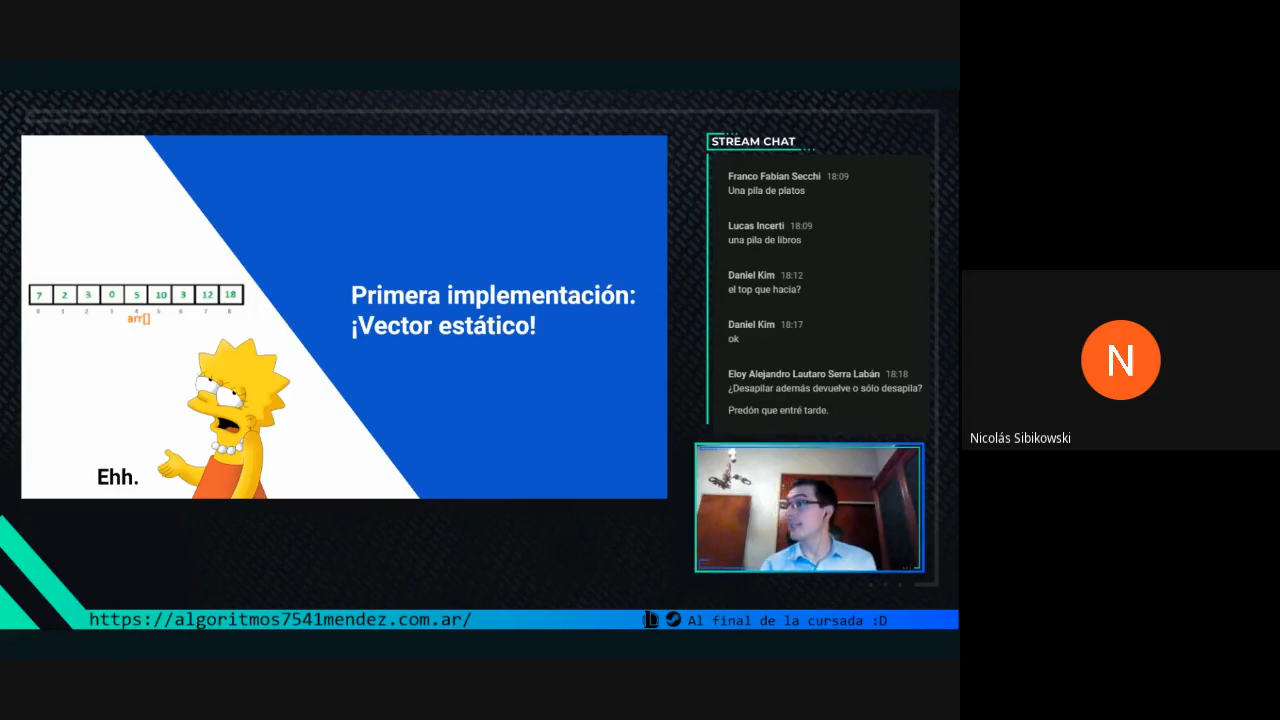 7 2 3 0 5 10 3 12 18
0 1 2 3 4 5 6 7 8
arr[]
Ehh.
Primera implementación:
¡Vector estático!
STREAM CHAT
Franco Fabian Secchi 18:09
Una pila de platos
Lucas Incerti 18:09
una pila de libros
Daniel Kim 18:12
el top que hacia?
Daniel Kim 18:17
ok
Eloy Alejandro Lautaro Serra Labán 18:18
¿Desapilar además devuelve o sólo desapila?
Predón que entré tarde.
https://algoritmos7541mendez.com.ar/
Al final de la cursada :D
N
Nicolás Sibikowski